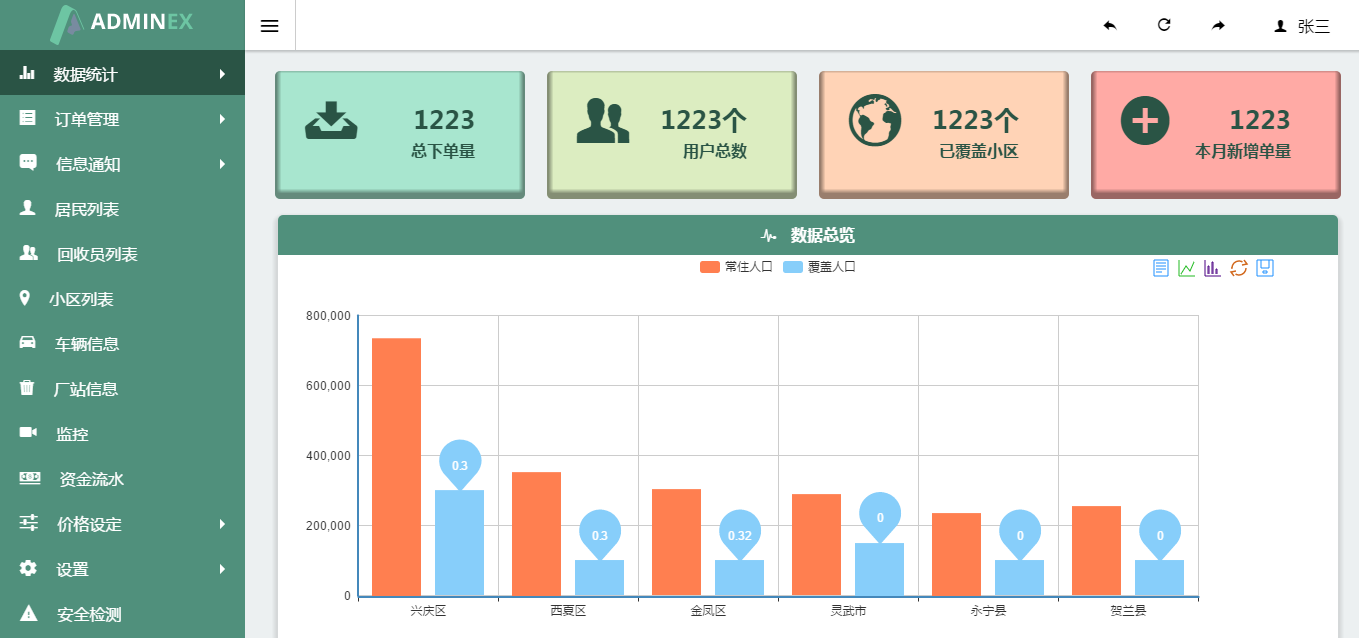 ADMINEX
张三
数据统计
订单管理
信息通知
居民列表
回收员列表
小区列表
车辆信息
厂站信息
监控
资金流水
价格设定
设置
安全检测
1223
总下单量
1223个
用户总数
1223个
已覆盖小区
1223
本月新增单量
数据总览
常住人口 覆盖人口
800,000
600,000
400,000
200,000
0
0.3
0.3
0.32
0
0
0
兴庆区 西夏区 金凤区 灵武市 永宁县 贺兰县